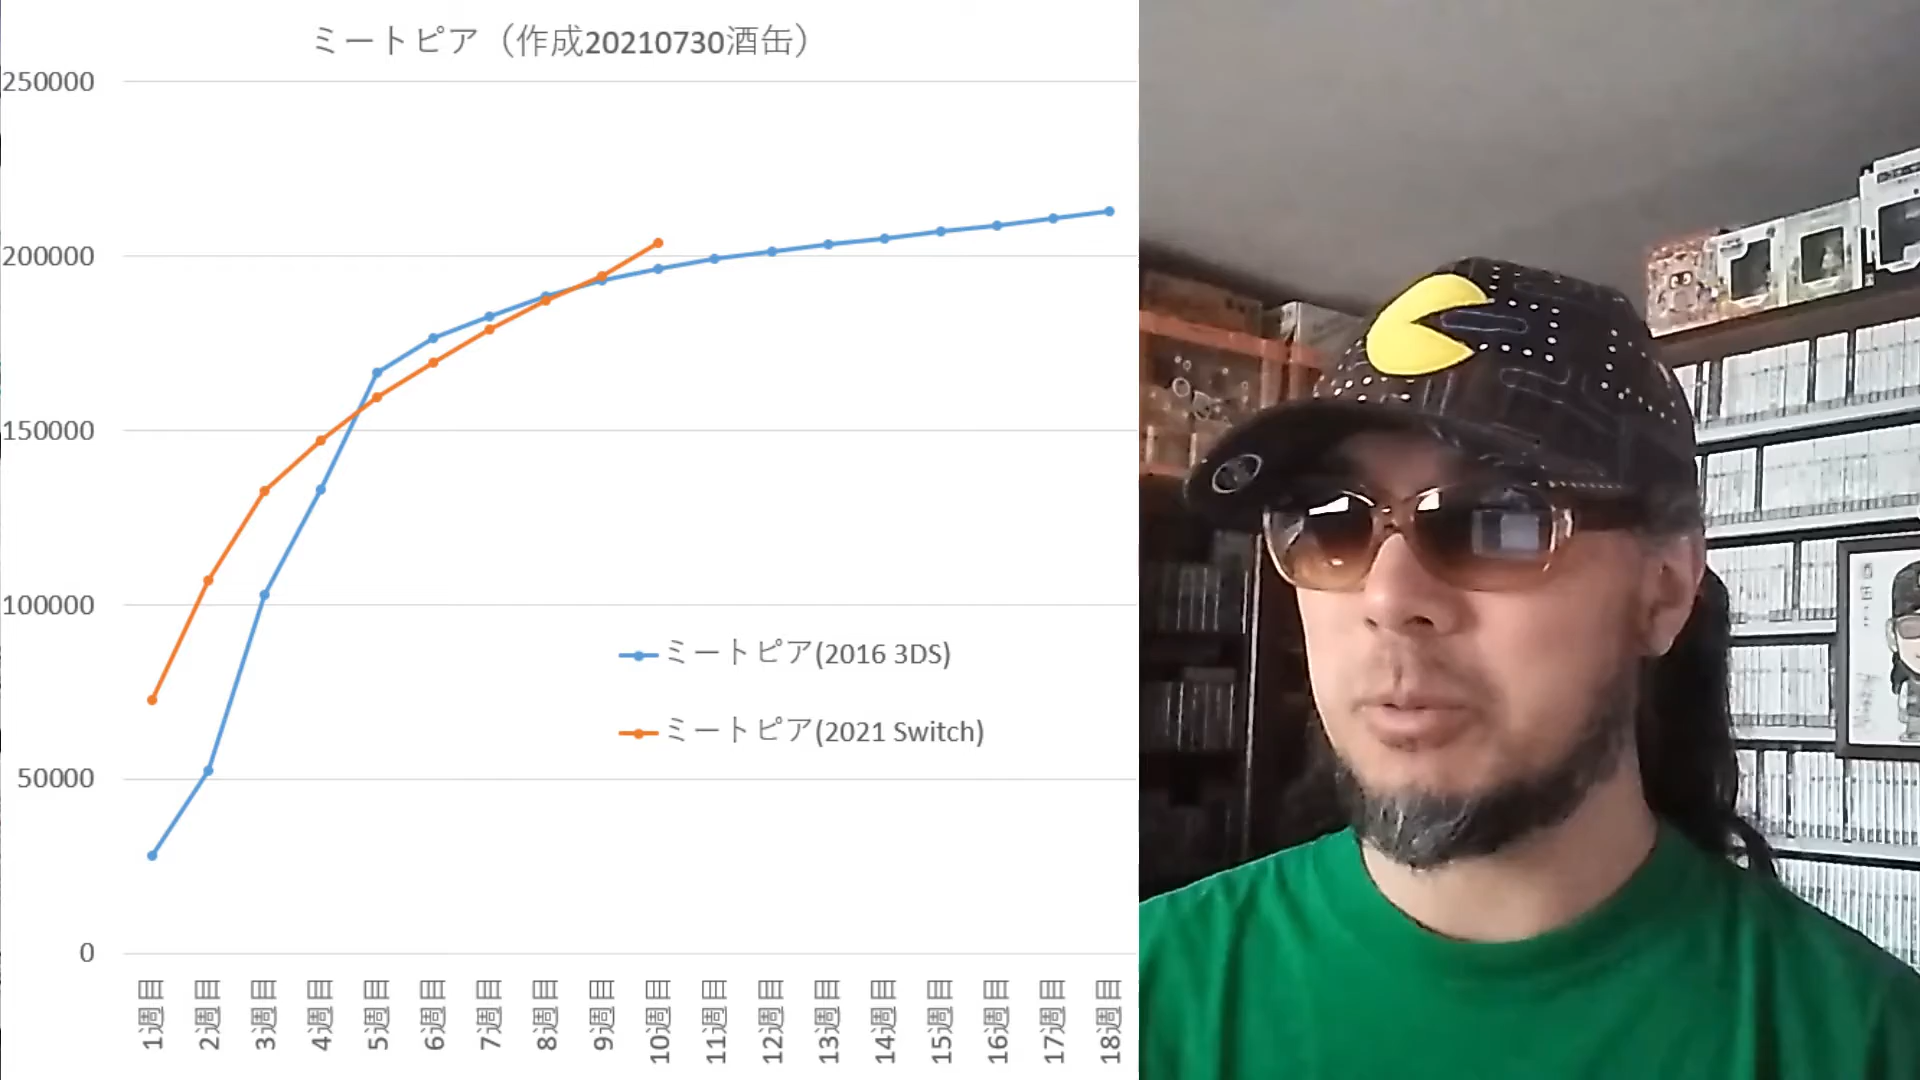 ミートピア（作成20210730酒缶）
250000
200000
150000
100000
50000
0
ミートピア(2016 3DS)
ミートピア(2021 Switch)
1週目
2週目
3週目
4週目
5週目
6週目
7週目
8週目
9週目
10週目
11週目
12週目
13週目
14週目
15週目
16週目
17週目
18週目